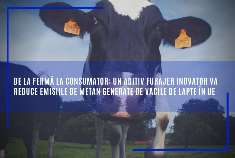 DE LA FERMĂ LA CONSUMATOR: UN ADITIV FURAJER INOVATOR VA
REDUCE EMISIILE DE METAN GENERATE DE VACILE DE LAPTE ÎN UE